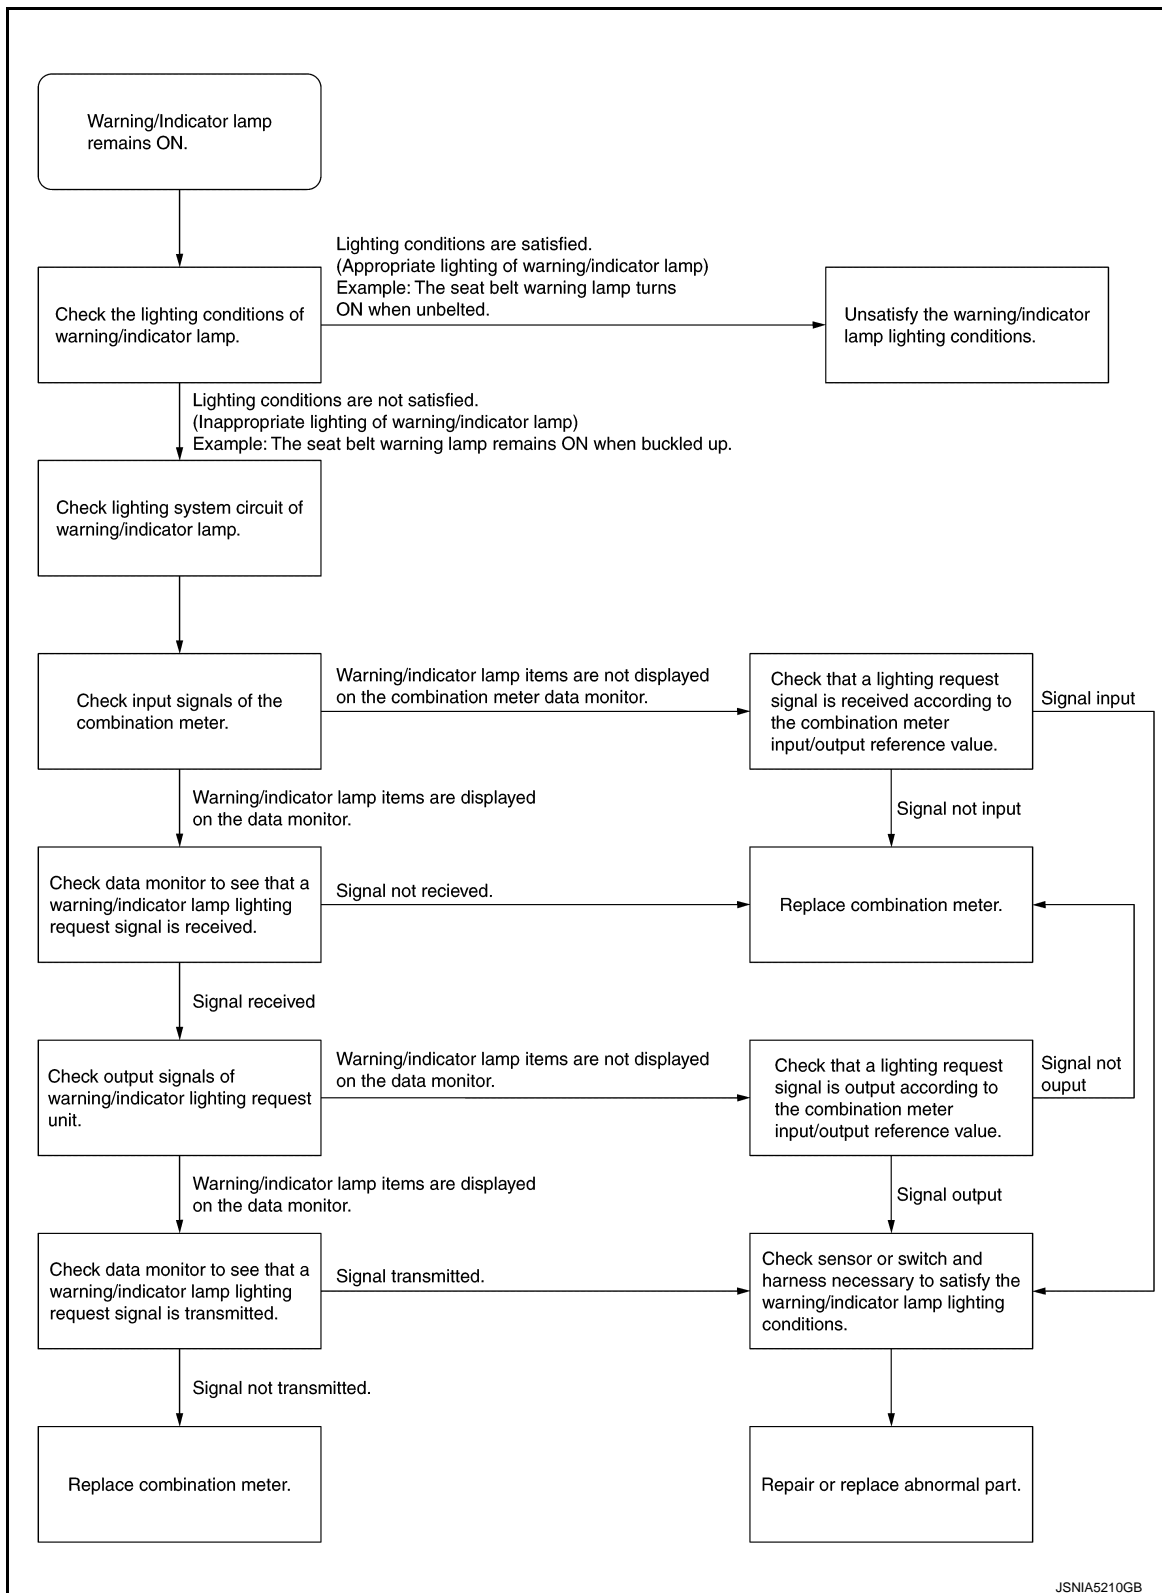 Warning/Indicator lamp
remains ON.
Lighting conditions are satisfied.
(Appropriate lighting of warning/indicator lamp)
Example: The seat belt warning lamp turns
ON when unbelted.
Check the lighting conditions of
warning/indicator lamp.
Unsatisfy the warning/indicator
lamp lighting conditions.
Lighting conditions are not satisfied.
(Inappropriate lighting of warning/indicator lamp)
Example: The seat belt warning lamp remains ON when buckled up.
Check lighting system circuit of
warning/indicator lamp.
Check input signals of the
combination meter.
Warning/indicator lamp items are not displayed
on the combination meter data monitor.
Check that a lighting request
signal is received according to
the combination meter
input/output reference value.
Signal input
Warning/indicator lamp items are displayed
on the data monitor.
Signal not input
Check data monitor to see that a
warning/indicator lamp lighting
request signal is received.
Signal not recieved.
Replace combination meter.
Signal received
Check output signals of
warning/indicator lighting request
unit.
Warning/indicator lamp items are not displayed
on the data monitor.
Check that a lighting request
signal is output according to
the combination meter
input/output reference value.
Signal not
ouput
Warning/indicator lamp items are displayed
on the data monitor.
Signal output
Check data monitor to see that a
warning/indicator lamp lighting
request signal is transmitted.
Signal transmitted.
Check sensor or switch and
harness necessary to satisfy the
warning/indicator lamp lighting
conditions.
Signal not transmitted.
Replace combination meter.
Repair or replace abnormal part.
JSNIA5210GB